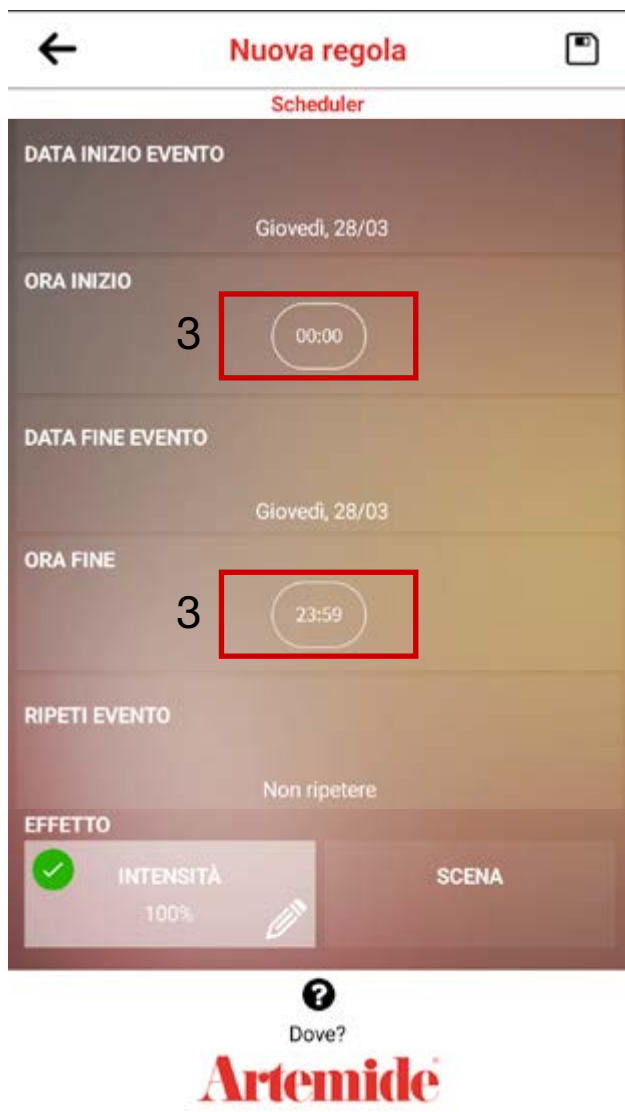 Nuova regola
Scheduler
DATA INIZIO EVENTO
Giovedì, 28/03
ORA INIZIO
3 00:00
DATA FINE EVENTO
Giovedì, 28/03
ORA FINE
3 23:59
RIPETI EVENTO
Non ripetere
EFFETTO
INTENSITÀ SCENA
100%
?
Dove?
Artemide